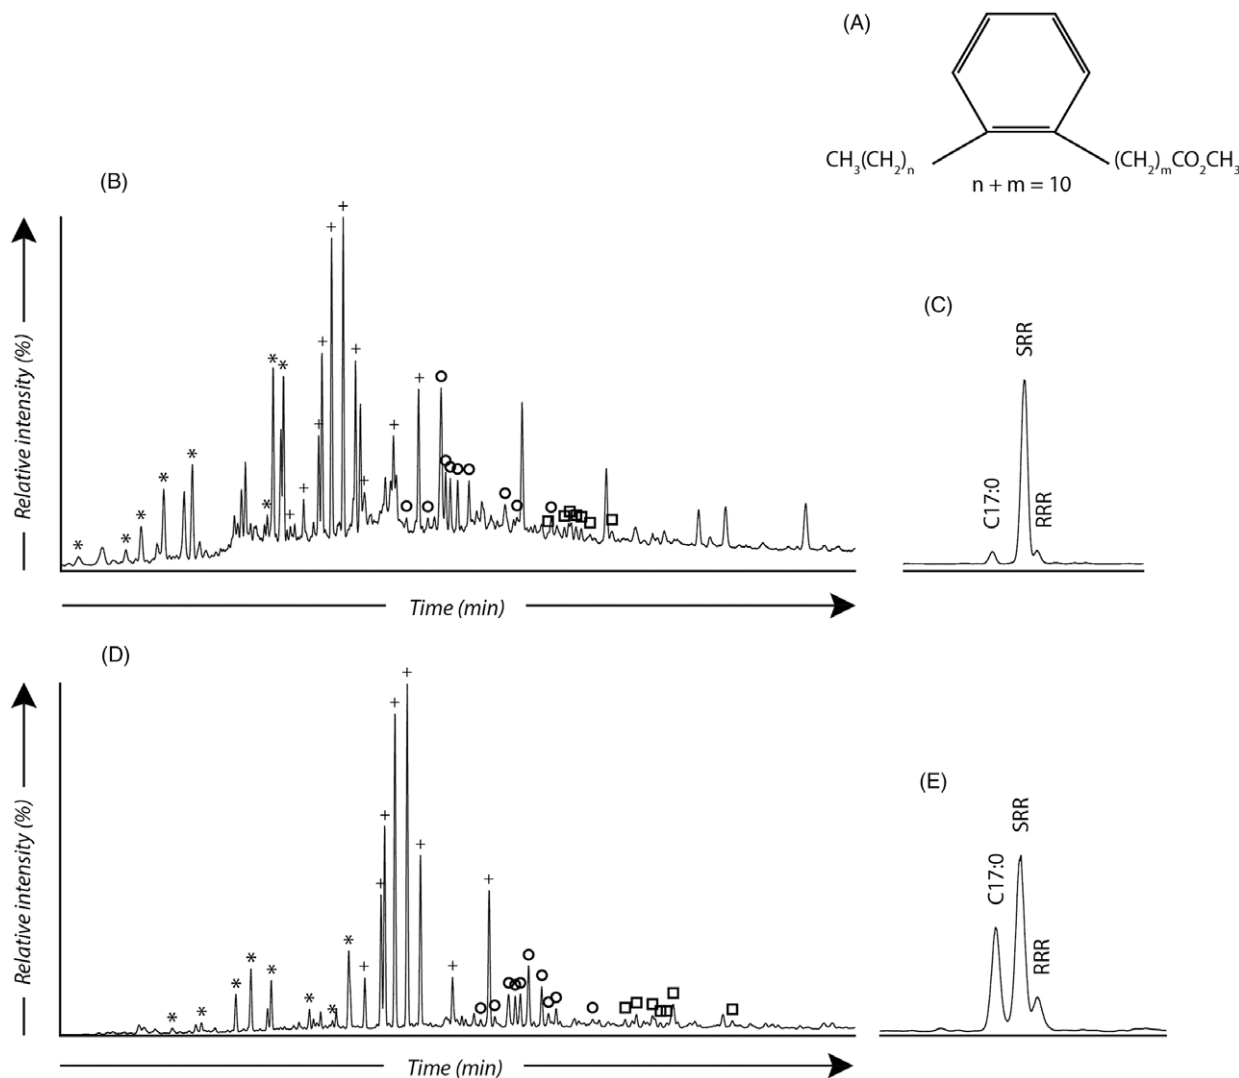 (A)
CH₃(CH₂)ₙ
(CH₂)ₘCO₂CH₃
n + m = 10
(B)
Relative intensity (%)
Time (min)
(C)
C17:0
SRR
RRR
(D)
Relative intensity (%)
Time (min)
(E)
C17:0
SRR
RRR